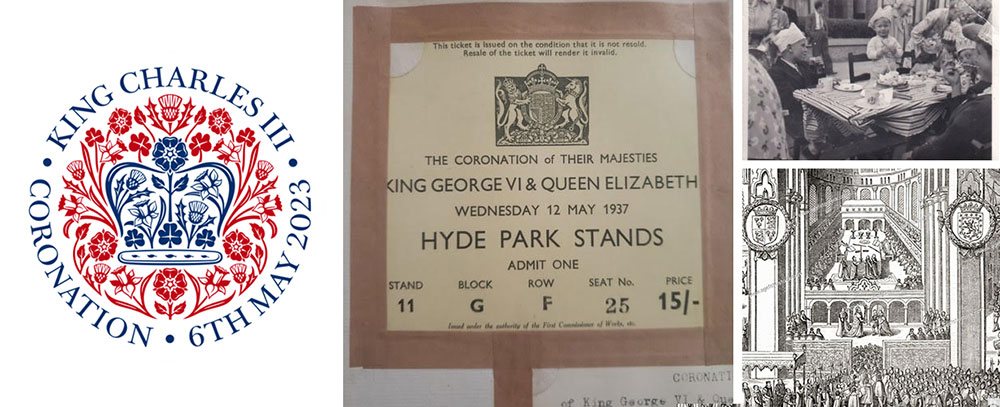 KING CHARLES III
CORONATION
6TH MAY 2023
This ticket is issued on the condition that it is not resold.
Resale of the ticket will render it invalid.
THE CORONATION of THEIR MAJESTIES
KING GEORGE VI & QUEEN ELIZABETH
WEDNESDAY 12 MAY 1937
HYDE PARK STANDS
ADMIT ONE
STAND BLOCK ROW SEAT No. PRICE
11 G F 25 15/-
Issued under the authority of the First Commissioner of Works, etc.
CORONATI
of King George VI & Que